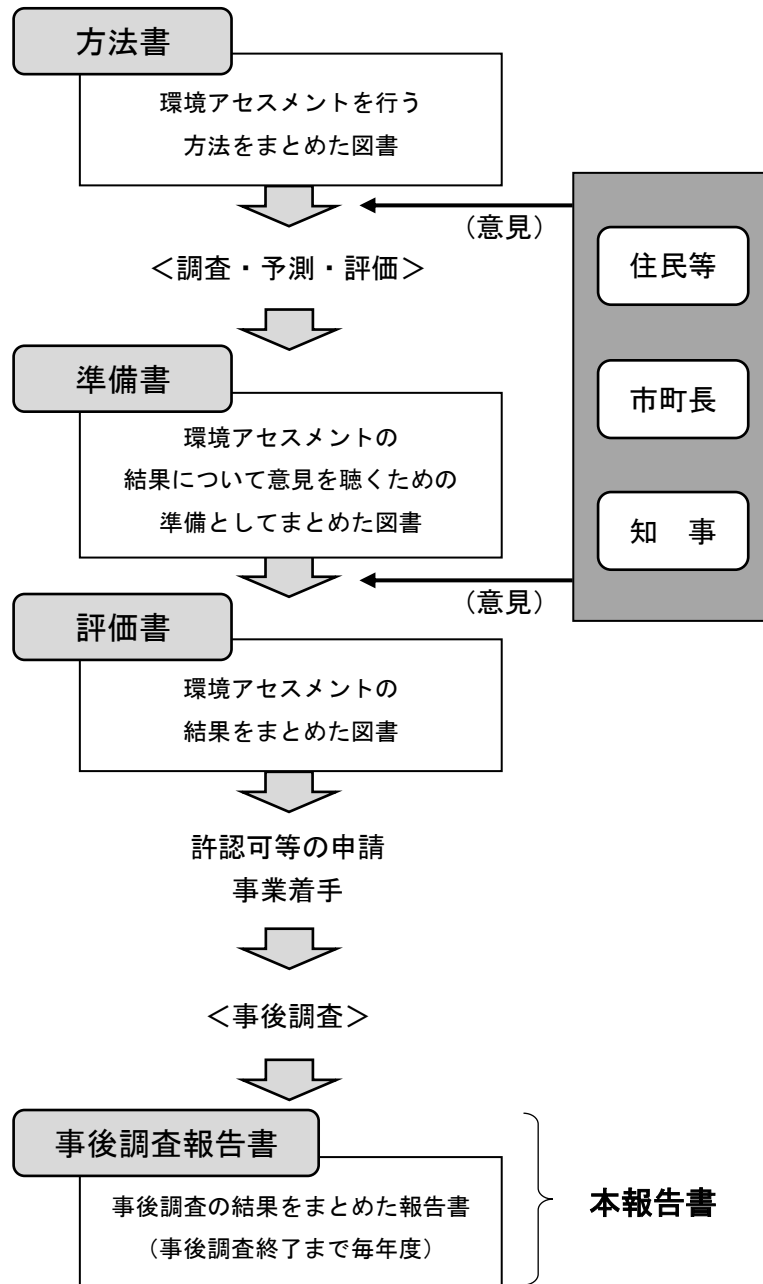 方法書
環境アセスメントを行う
方法をまとめた図書
(意見)
住民等
<調査・予測・評価>
準備書
市町長
環境アセスメントの
結果について意見を聴くための
準備としてまとめた図書
知　事
(意見)
評価書
環境アセスメントの
結果をまとめた図書
許認可等の申請
事業着手
<事後調査>
事後調査報告書
事後調査の結果をまとめた報告書
(事後調査終了まで毎年度)
本報告書